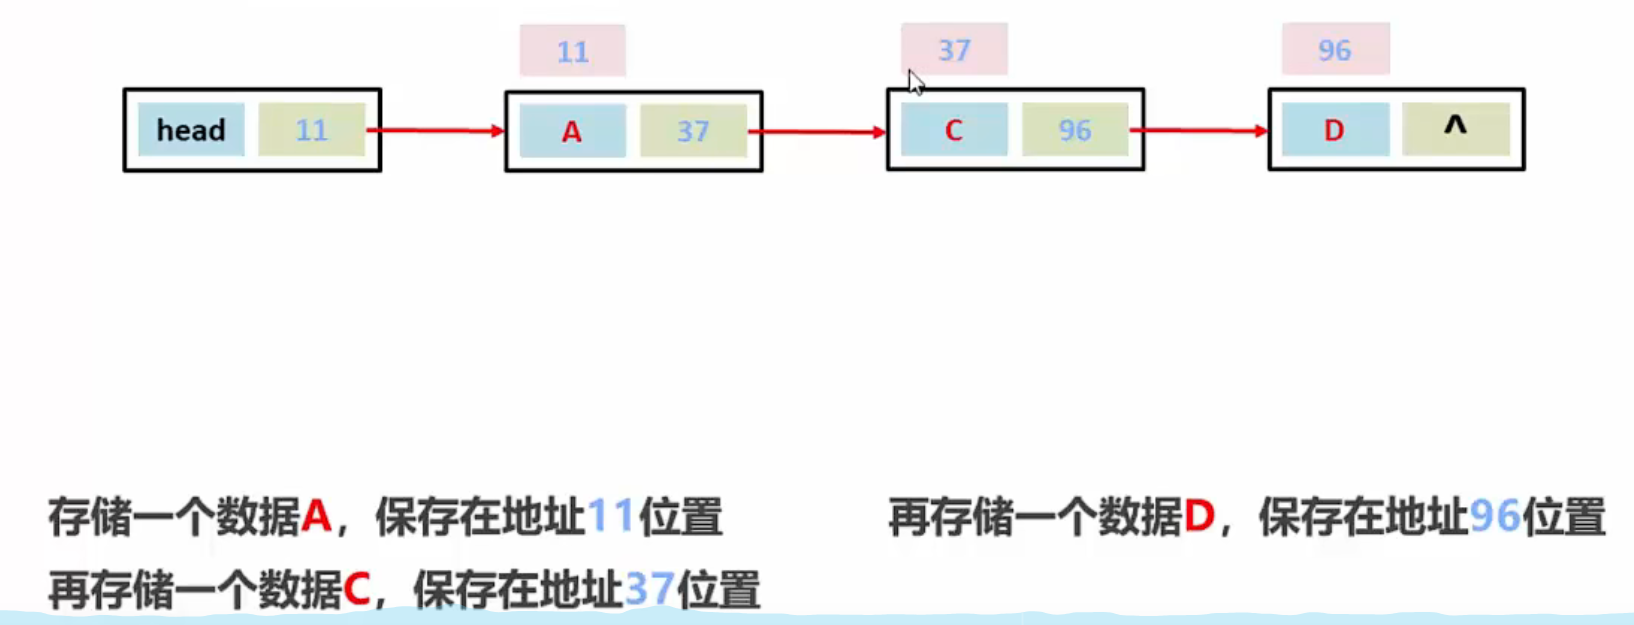 11 37 96
head 11 A 37 C 96 D ^
存储一个数据A，保存在地址11位置
再存储一个数据C，保存在地址37位置
再存储一个数据D，保存在地址96位置